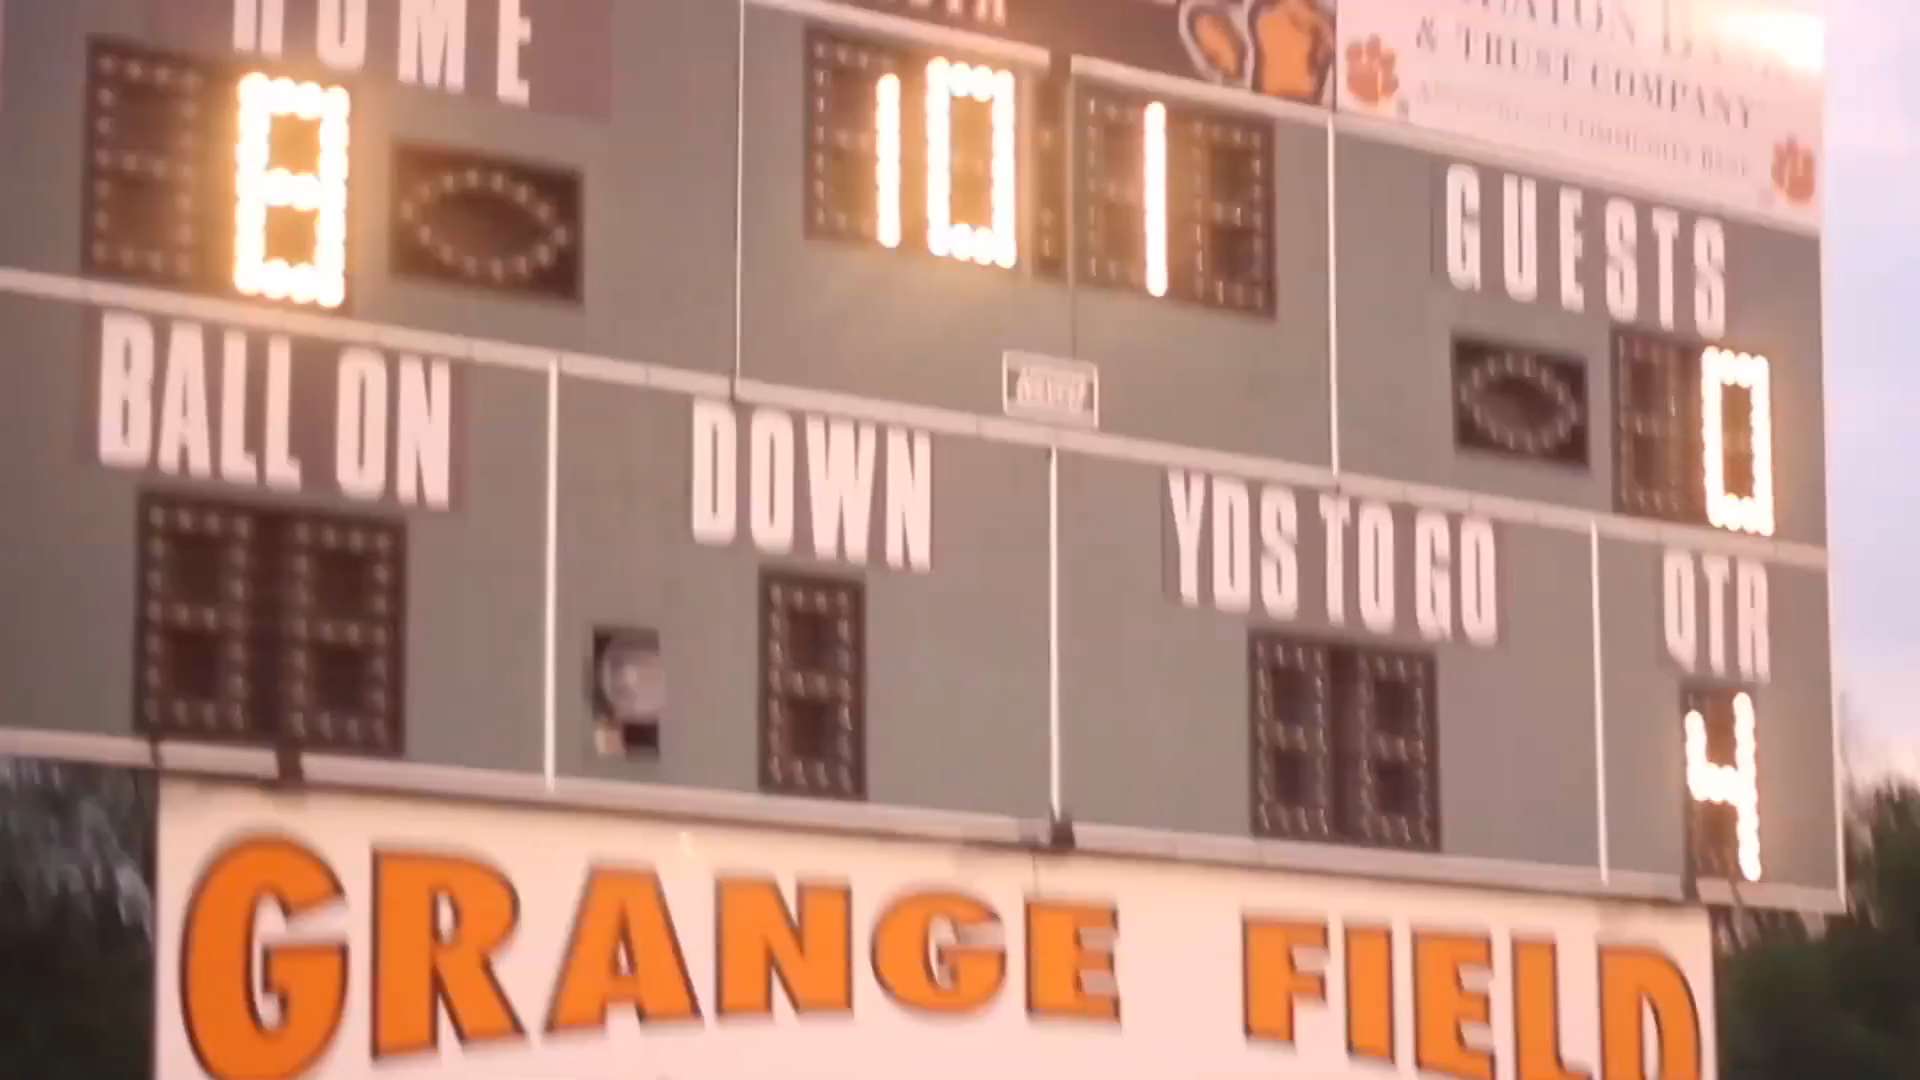 HOME
8
10 1
& TRUST COMPANY
GUESTS
0
BALL ON
DOWN
YDS TO GO
QTR
4
GRANGE FIELD